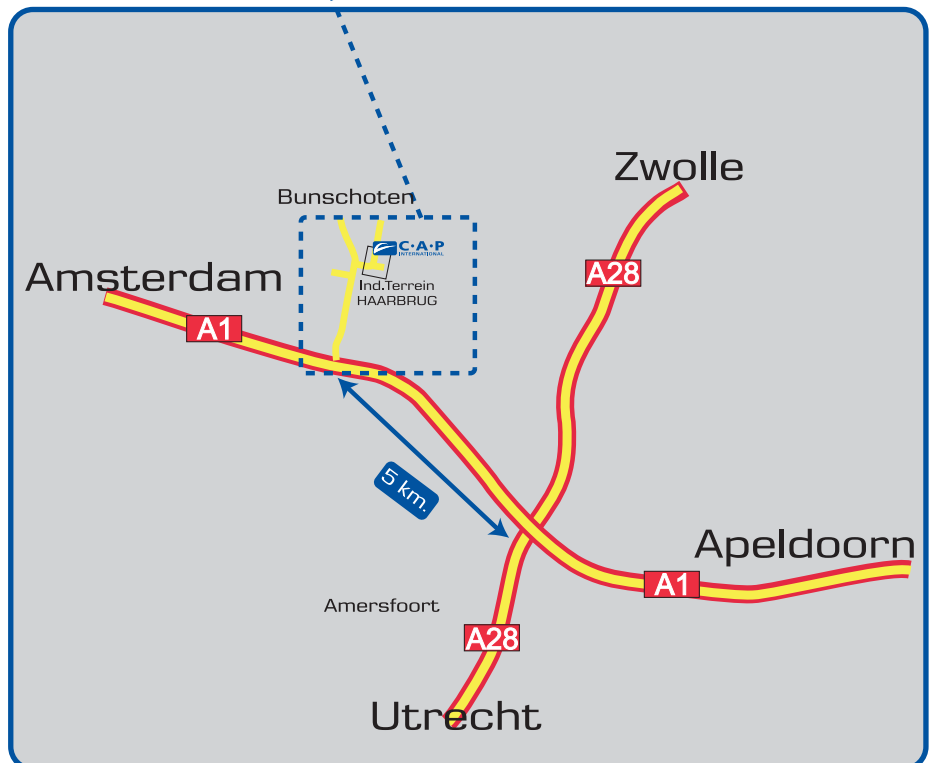 Zwolle
Bunschoten
C·A·P
INTERNATIONAL
Amsterdam
A28
Ind.Terrein
HAARBRUG
A1
5 km.
Apeldoorn
A1
Amersfoort
A28
Utrecht